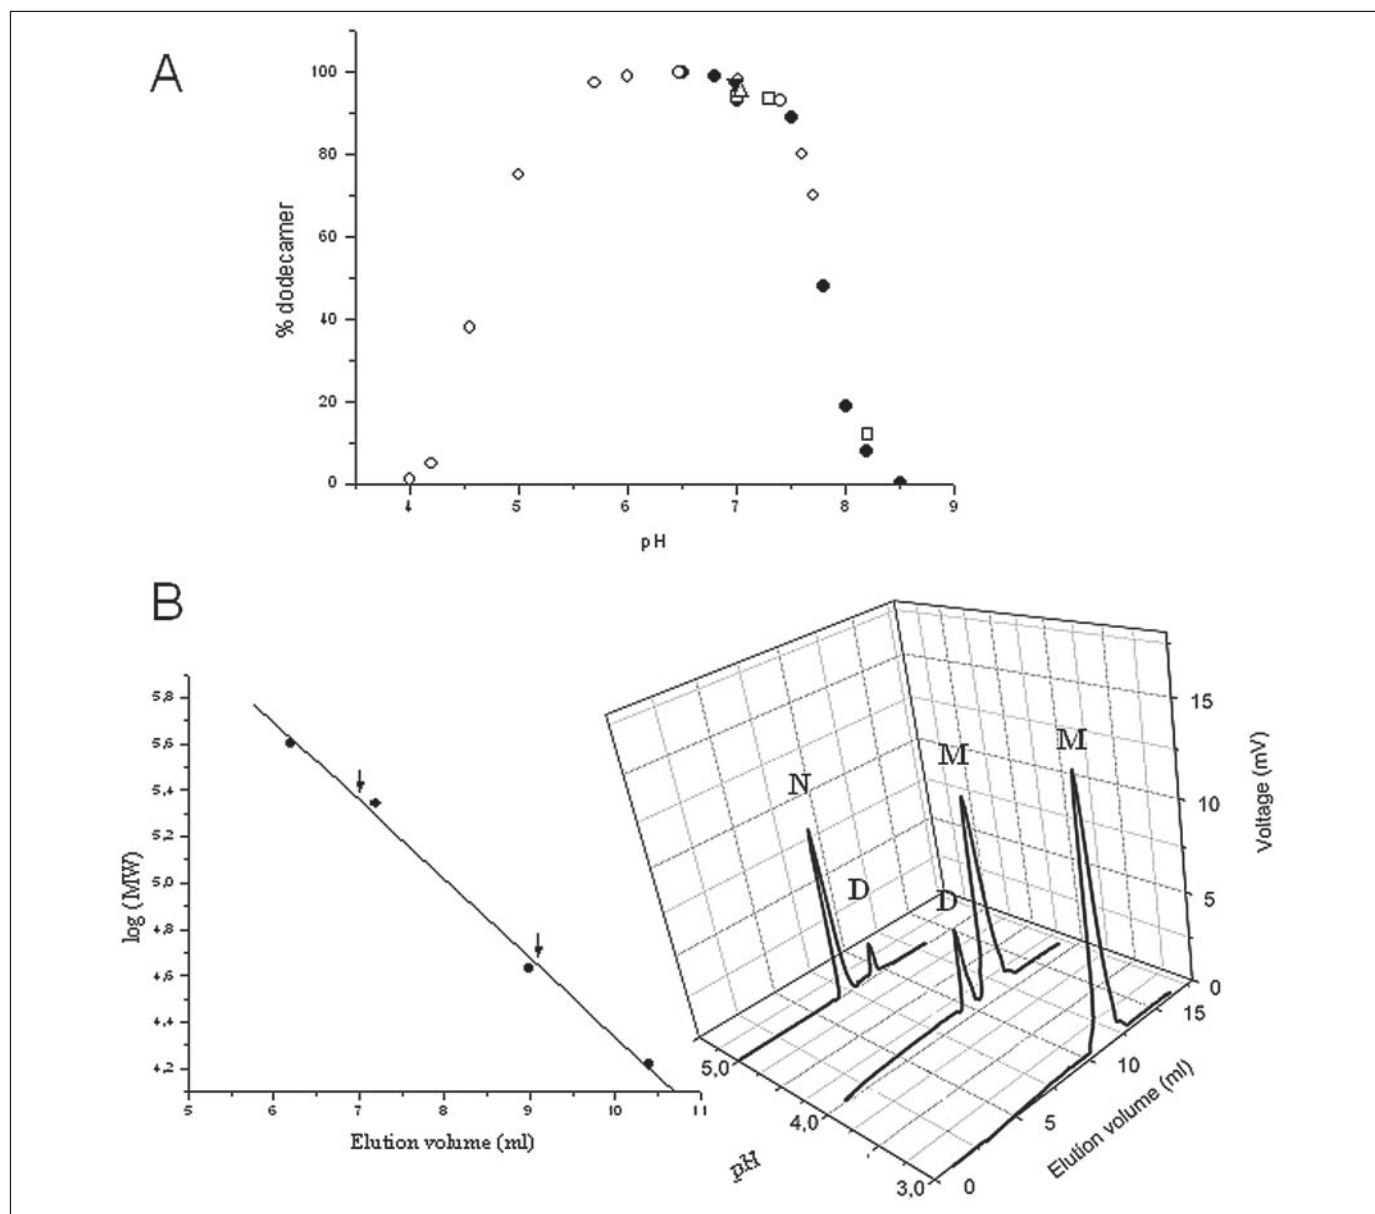 A
100
80
60
40
20
0
% dodecamer
4 5 6 7 8 9
pH
B
5,8
5,6
5,4
5,2
5,0
4,8
4,6
4,4
4,2
log (MW)
5 6 7 8 9 10 11
Elution volume (ml)
N
D
D
M
M
15
10
5
0
Voltage (mV)
5,0
4,0
3,0
pH
0
5
10
15
Elution volume (ml)